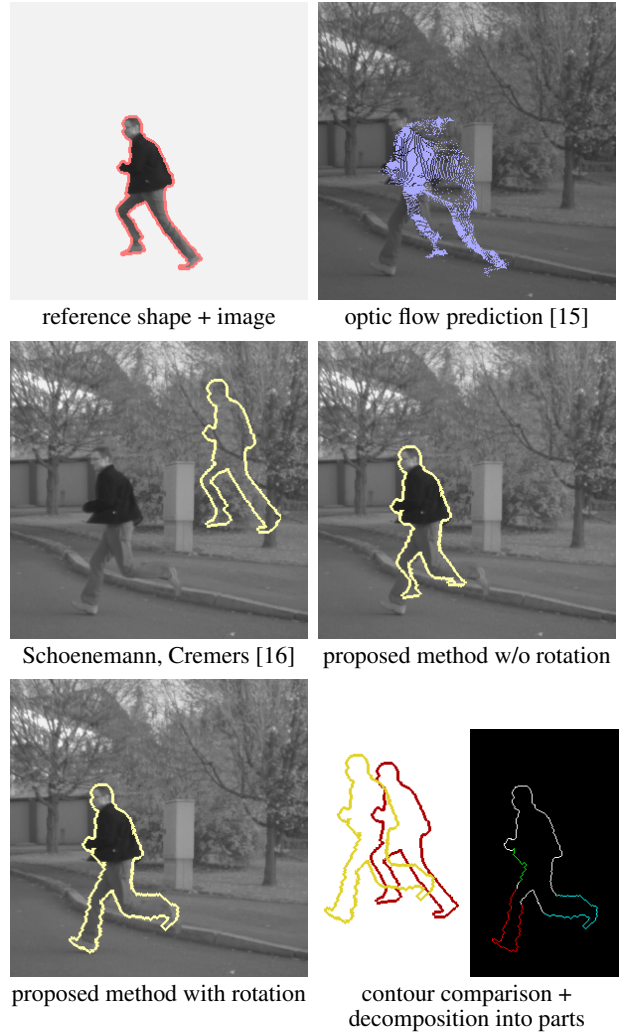 reference shape + image
optic flow prediction [15]
Schoenemann, Cremers [16]
proposed method w/o rotation
proposed method with rotation
contour comparison +
decomposition into parts